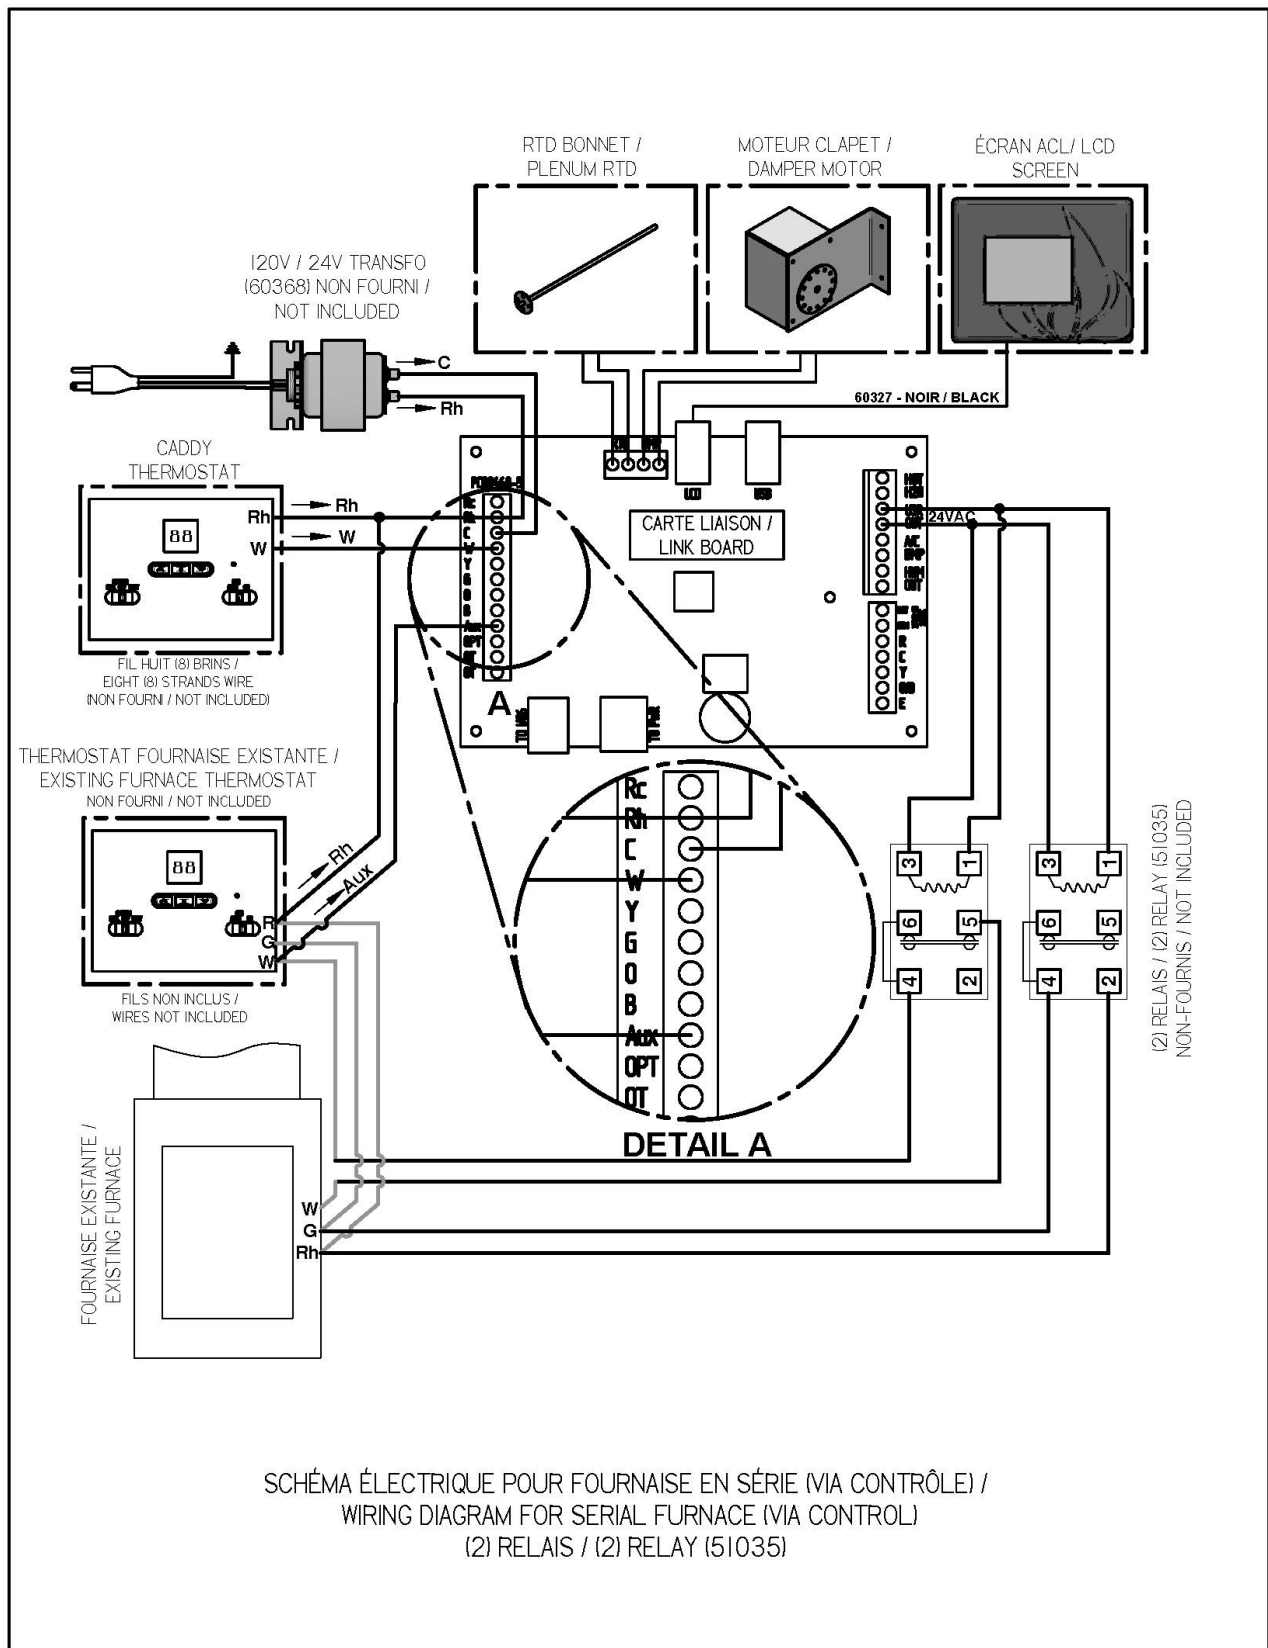 RTD BONNET /
PLENUM RTD
MOTEUR CLAPET /
DAMPER MOTOR
ÉCRAN ACL/ LCD
SCREEN
120V / 24V TRANSFO
(60368) NON FOURNI /
NOT INCLUDED
C
Rh
60327 - NOIR / BLACK
CADDY
THERMOSTAT
Rh
W
Rh
W
88
FIL HUIT (8) BRINS /
EIGHT (8) STRANDS WIRE
(NON FOURNI / NOT INCLUDED)
LCD
USB
CARTE LIAISON /
LINK BOARD
24VAC
C
W
Y
G
O
B
Aux
OPT
A/C
R
C
Y
E
A
THERMOSTAT FOURNAISE EXISTANTE /
EXISTING FURNACE THERMOSTAT
NON FOURNI / NOT INCLUDED
88
R
G
W
Rh
Aux
FILS NON INCLUS /
WIRES NOT INCLUDED
Rc
Rh
C
W
Y
G
O
B
Aux
OPT
OT
DETAIL A
3 1
6 5
4 2
3 1
6 5
4 2
(2) RELAIS / (2) RELAY (51035)
NON-FOURNIS / NOT INCLUDED
FOURNAISE EXISTANTE /
EXISTING FURNACE
W
G
Rh
SCHÉMA ÉLECTRIQUE POUR FOURNAISE EN SÉRIE (VIA CONTRÔLE) /
WIRING DIAGRAM FOR SERIAL FURNACE (VIA CONTROL)
(2) RELAIS / (2) RELAY (51035)